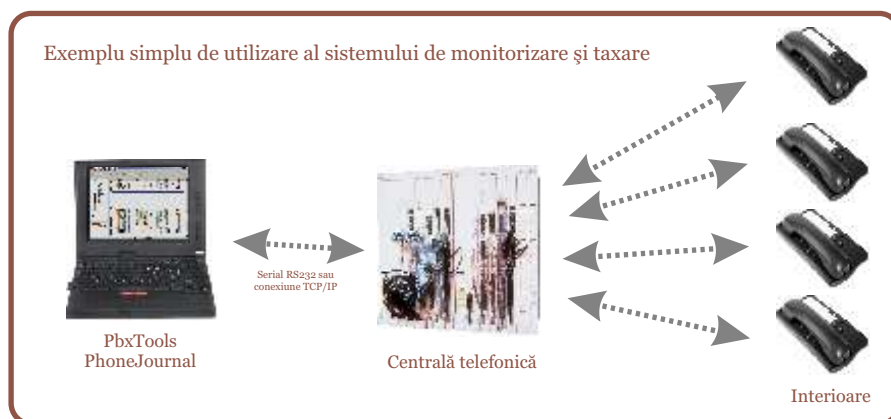 Exemplu simplu de utilizare al sistemului de monitorizare şi taxare
Serial RS232 sau
conexiune TCP/IP
PbxTools
PhoneJournal
Centrală telefonică
Interioare